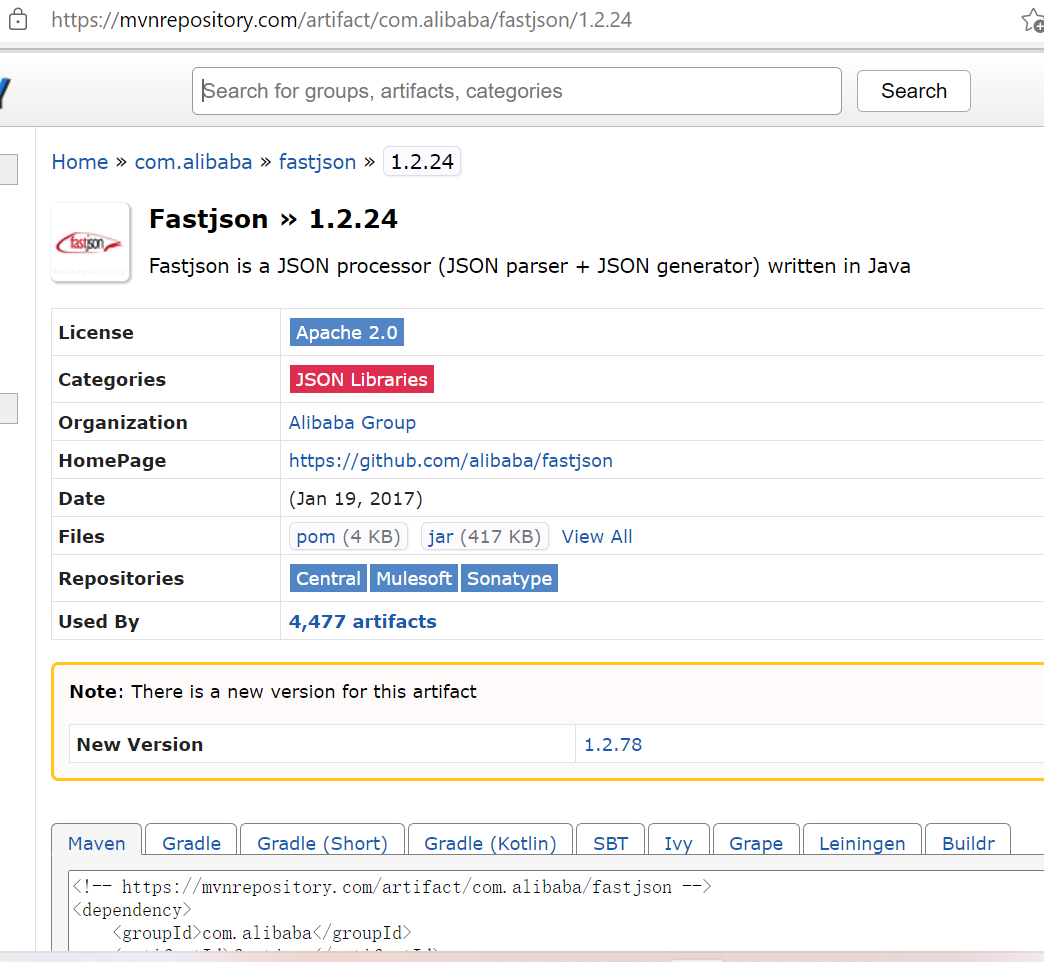 https://mvnrepository.com/artifact/com.alibaba/fastjson/1.2.24
Search for groups, artifacts, categories
Search
Home » com.alibaba » fastjson » 1.2.24
fastjson
Fastjson » 1.2.24
Fastjson is a JSON processor (JSON parser + JSON generator) written in Java
License Apache 2.0
Categories JSON Libraries
Organization Alibaba Group
HomePage https://github.com/alibaba/fastjson
Date (Jan 19, 2017)
Files pom (4 KB) jar (417 KB) View All
Repositories Central Mulesoft Sonatype
Used By 4,477 artifacts
Note: There is a new version for this artifact
New Version 1.2.78
Maven Gradle Gradle (Short) Gradle (Kotlin) SBT Ivy Grape Leiningen Buildr
<!-- https://mvnrepository.com/artifact/com.alibaba/fastjson -->
<dependency>
<groupId>com.alibaba</groupId>